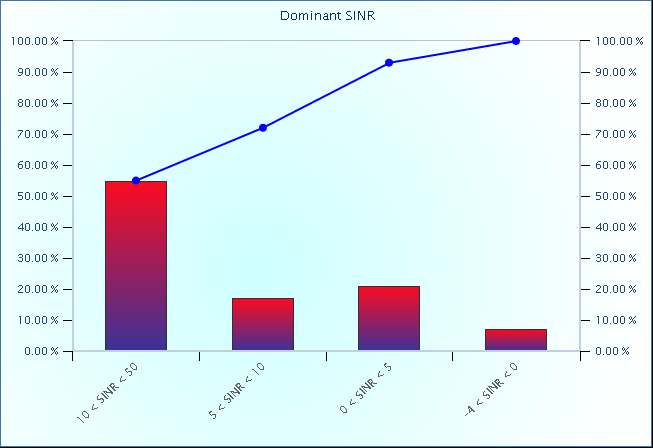 Dominant SINR
100.00 % 100.00 %
90.00 % 90.00 %
80.00 % 80.00 %
70.00 % 70.00 %
60.00 % 60.00 %
50.00 % 50.00 %
40.00 % 40.00 %
30.00 % 30.00 %
20.00 % 20.00 %
10.00 % 10.00 %
0.00 % 0.00 %
10 < SINR < 50
5 < SINR < 10
0 < SINR < 5
-4 < SINR < 0